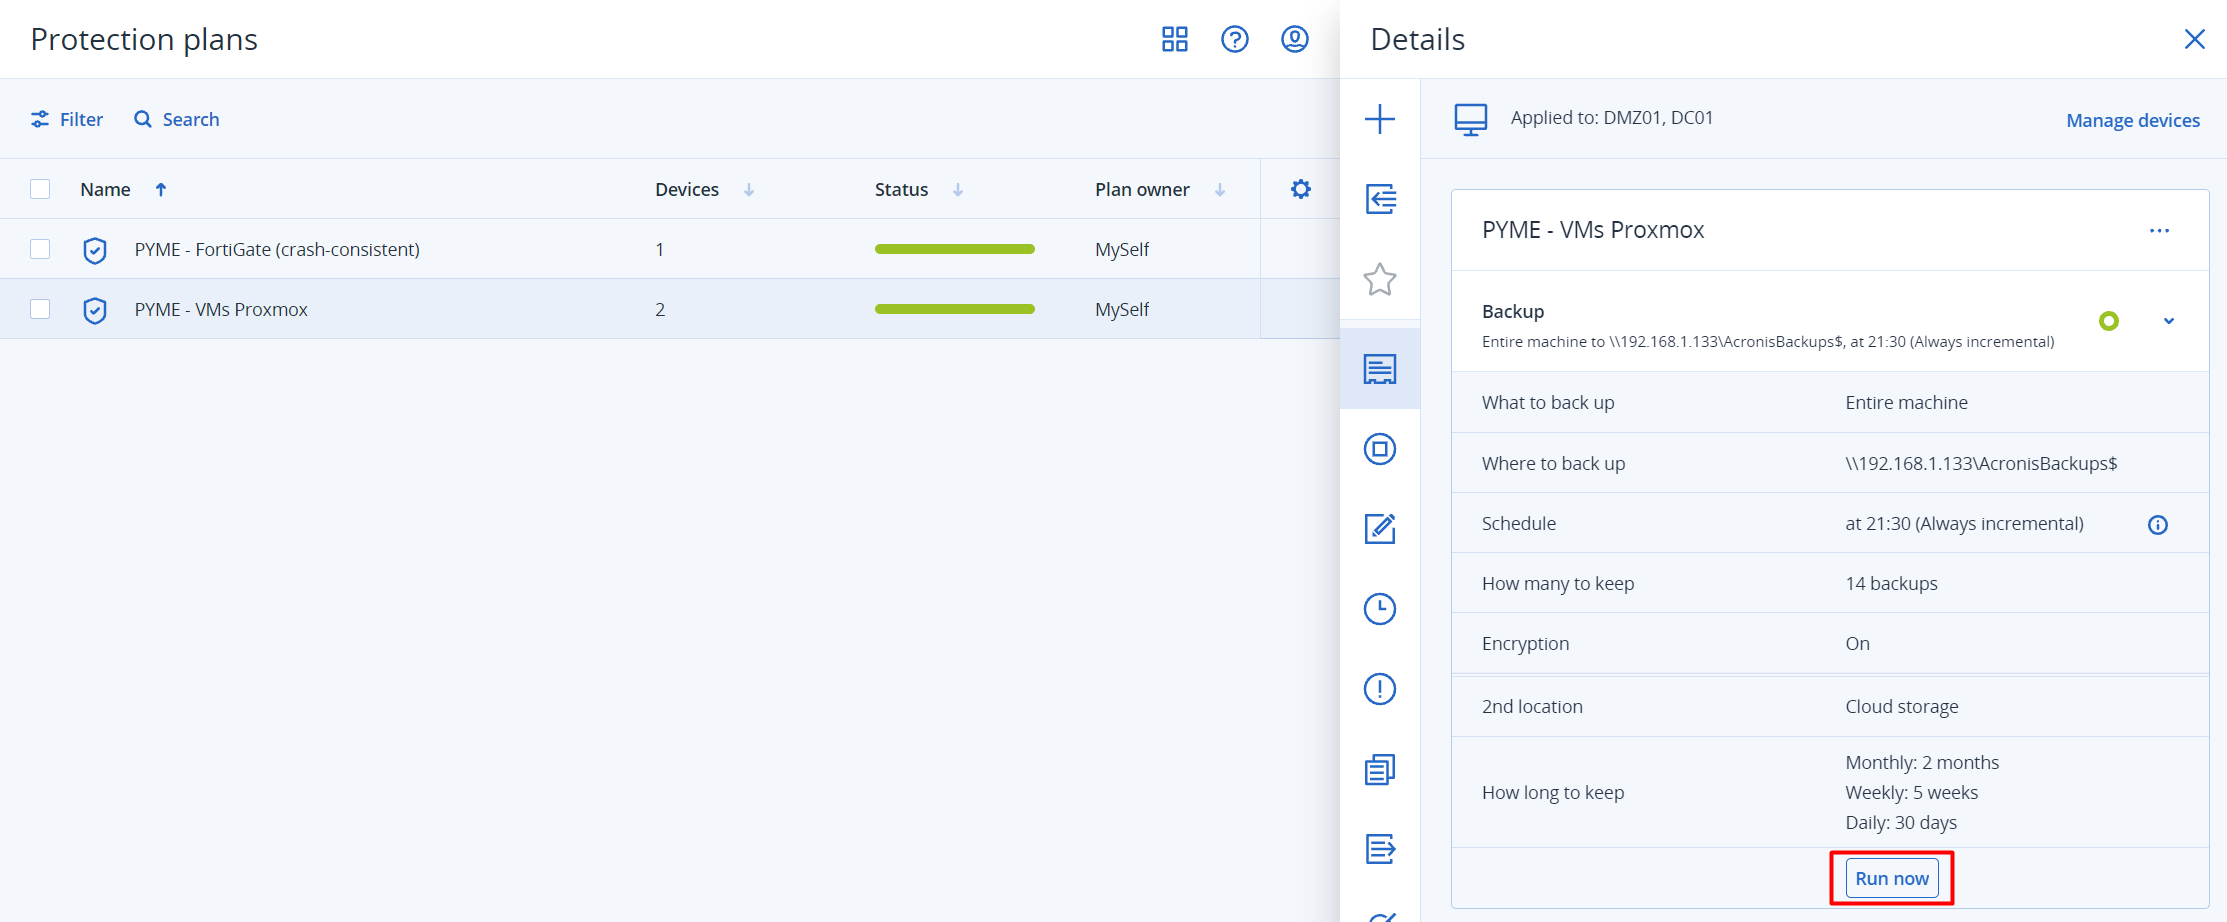 Protection plans
Filter
Search
Name
Devices
Status
Plan owner
PYME - FortiGate (crash-consistent)
1
MySelf
PYME - VMs Proxmox
2
MySelf
Details
Applied to: DMZ01, DC01
Manage devices
PYME - VMs Proxmox
...
Backup
Entire machine to \\192.168.1.133\AcronisBackups$, at 21:30 (Always incremental)
What to back up
Entire machine
Where to back up
\\192.168.1.133\AcronisBackups$
Schedule
at 21:30 (Always incremental)
How many to keep
14 backups
Encryption
On
2nd location
Cloud storage
How long to keep
Monthly: 2 months
Weekly: 5 weeks
Daily: 30 days
Run now